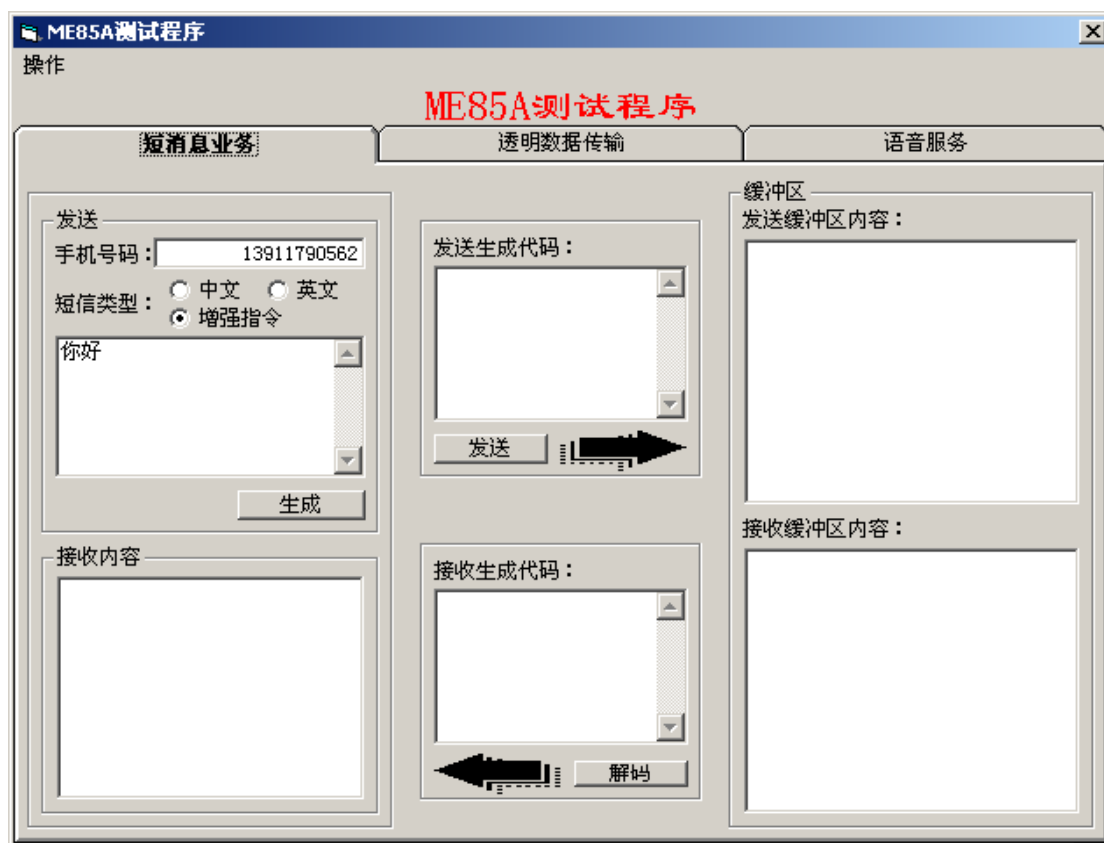 ME85A测试程序
操作
ME85A测试程序
短消息业务
透明数据传输
语音服务
发送
手机号码：
13911790562
短信类型：
中文
英文
增强指令
你好
生成
接收内容
发送生成代码：
发送
接收生成代码：
解码
缓冲区
发送缓冲区内容：
接收缓冲区内容：